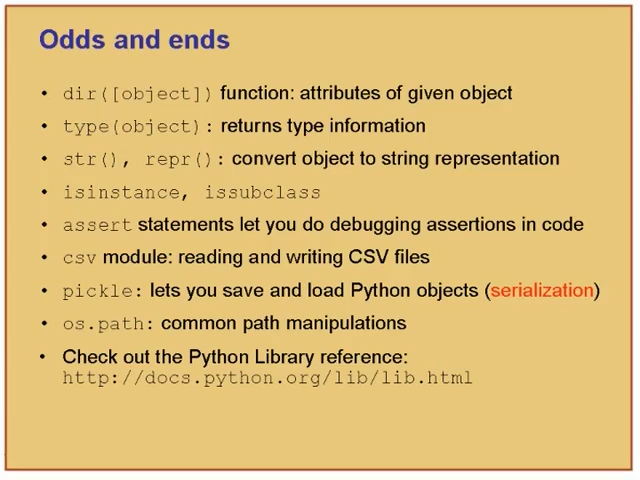 Odds and ends
• dir([object]) function: attributes of given object
• type(object): returns type information
• str(), repr(): convert object to string representation
• isinstance, issubclass
• assert statements let you do debugging assertions in code
• csv module: reading and writing CSV files
• pickle: lets you save and load Python objects (serialization)
• os.path: common path manipulations
• Check out the Python Library reference:
http://docs.python.org/lib/lib.html